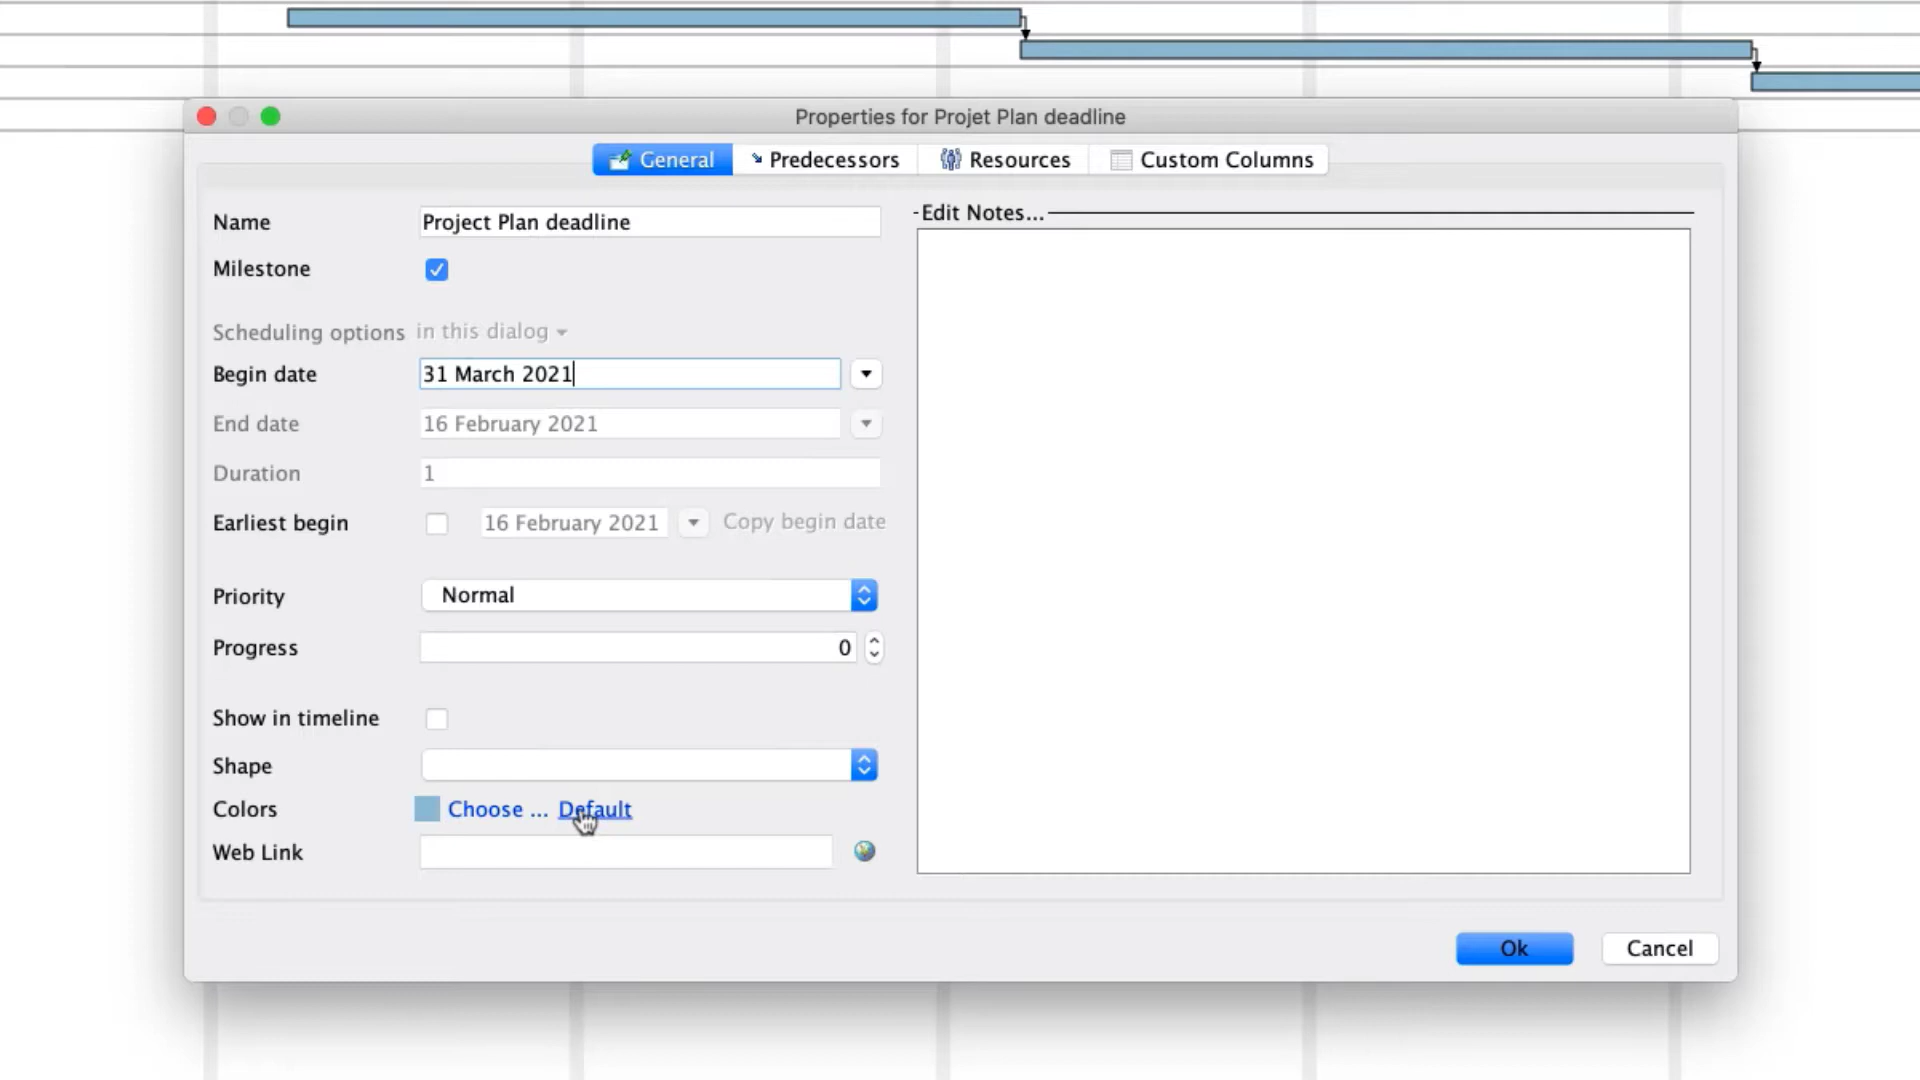 Properties for Projet Plan deadline
General Predecessors Resources Custom Columns
Name Project Plan deadline
Milestone
Scheduling options in this dialog
Begin date 31 March 2021
End date 16 February 2021
Duration 1
Earliest begin 16 February 2021 Copy begin date
Priority Normal
Progress 0
Show in timeline
Shape
Colors Choose ... Default
Web Link
Edit Notes...
Ok Cancel